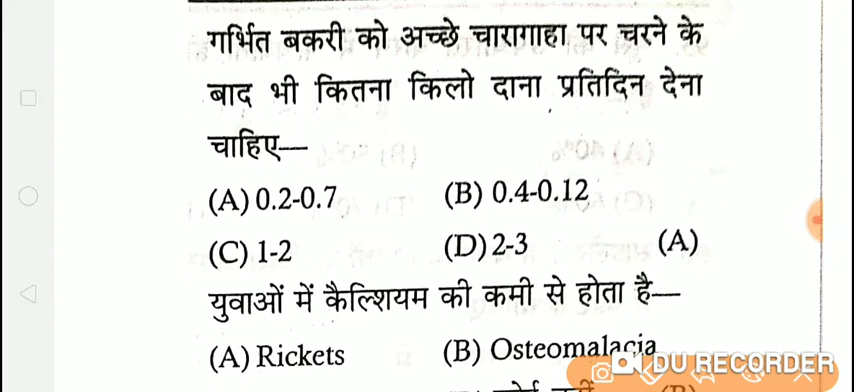 गर्भित बकरी को अच्छे चारागाहा पर चरने के
बाद भी कितना किलो दाना प्रतिदिन देना
चाहिए—
(A) 0.2-0.7 (B) 0.4-0.12
(C) 1-2 (D) 2-3 (A)
युवाओं में कैल्शियम की कमी से होता है—
(A) Rickets (B) Osteomalacia
DU RECORDER